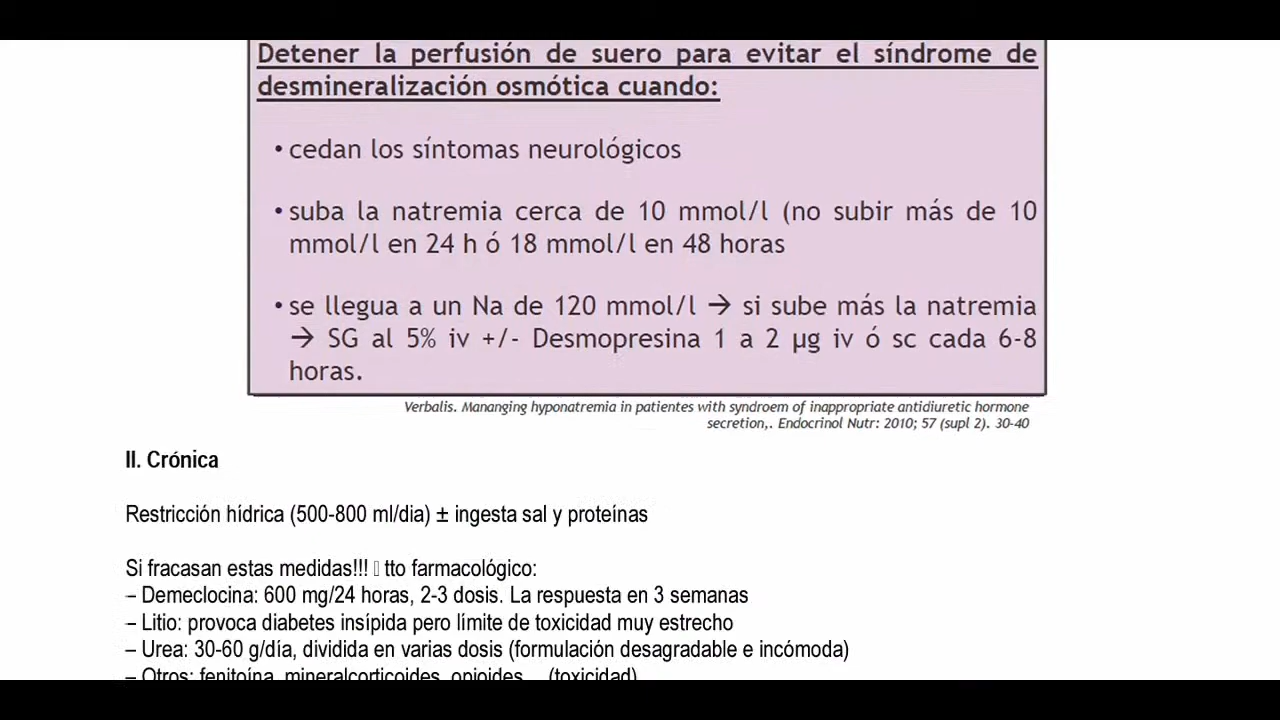 Detener la perfusión de suero para evitar el síndrome de
desmineralización osmótica cuando:
• cedan los síntomas neurológicos
• suba la natremia cerca de 10 mmol/l (no subir más de 10
mmol/l en 24 h ó 18 mmol/l en 48 horas
• se llegua a un Na de 120 mmol/l → si sube más la natremia
→ SG al 5% iv +/- Desmopresina 1 a 2 µg iv ó sc cada 6-8
horas.
Verbalis. Mananging hyponatremia in patientes with syndroem of inappropriate antidiuretic hormone
secretion,. Endocrinol Nutr: 2010; 57 (supl 2). 30-40
II. Crónica
Restricción hídrica (500-800 ml/dia) ± ingesta sal y proteínas
Si fracasan estas medidas!!! ▯ tto farmacológico:
– Demeclocina: 600 mg/24 horas, 2-3 dosis. La respuesta en 3 semanas
– Litio: provoca diabetes insípida pero límite de toxicidad muy estrecho
– Urea: 30-60 g/día, dividida en varias dosis (formulación desagradable e incómoda)
– Otros: fenitoína, mineralcorticoides, opioides... (toxicidad)